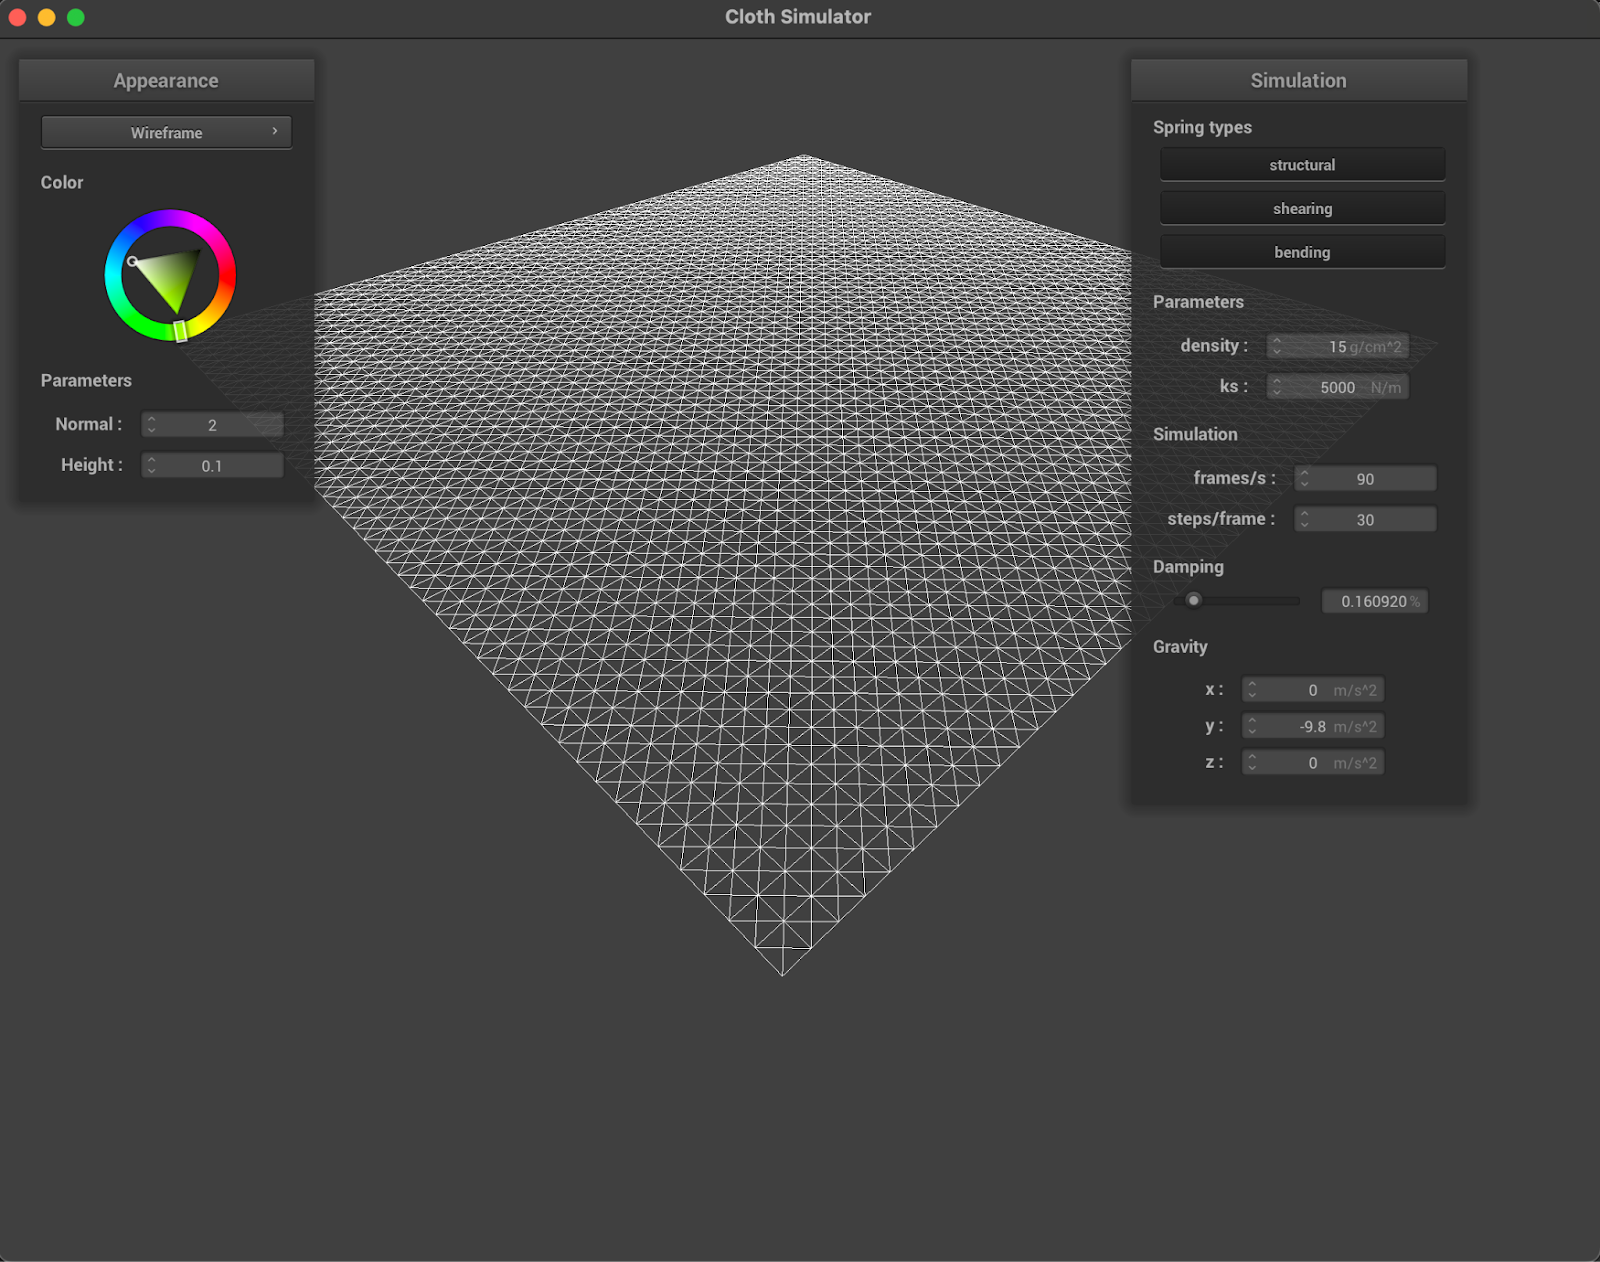 Cloth Simulator
Appearance
Wireframe
Color
Parameters
Normal : 2
Height : 0.1
Simulation
Spring types
structural
shearing
bending
Parameters
density : 15 g/cm^2
ks : 5000 N/m
Simulation
frames/s : 90
steps/frame : 30
Damping
0.160920 %
Gravity
x : 0 m/s^2
y : -9.8 m/s^2
z : 0 m/s^2